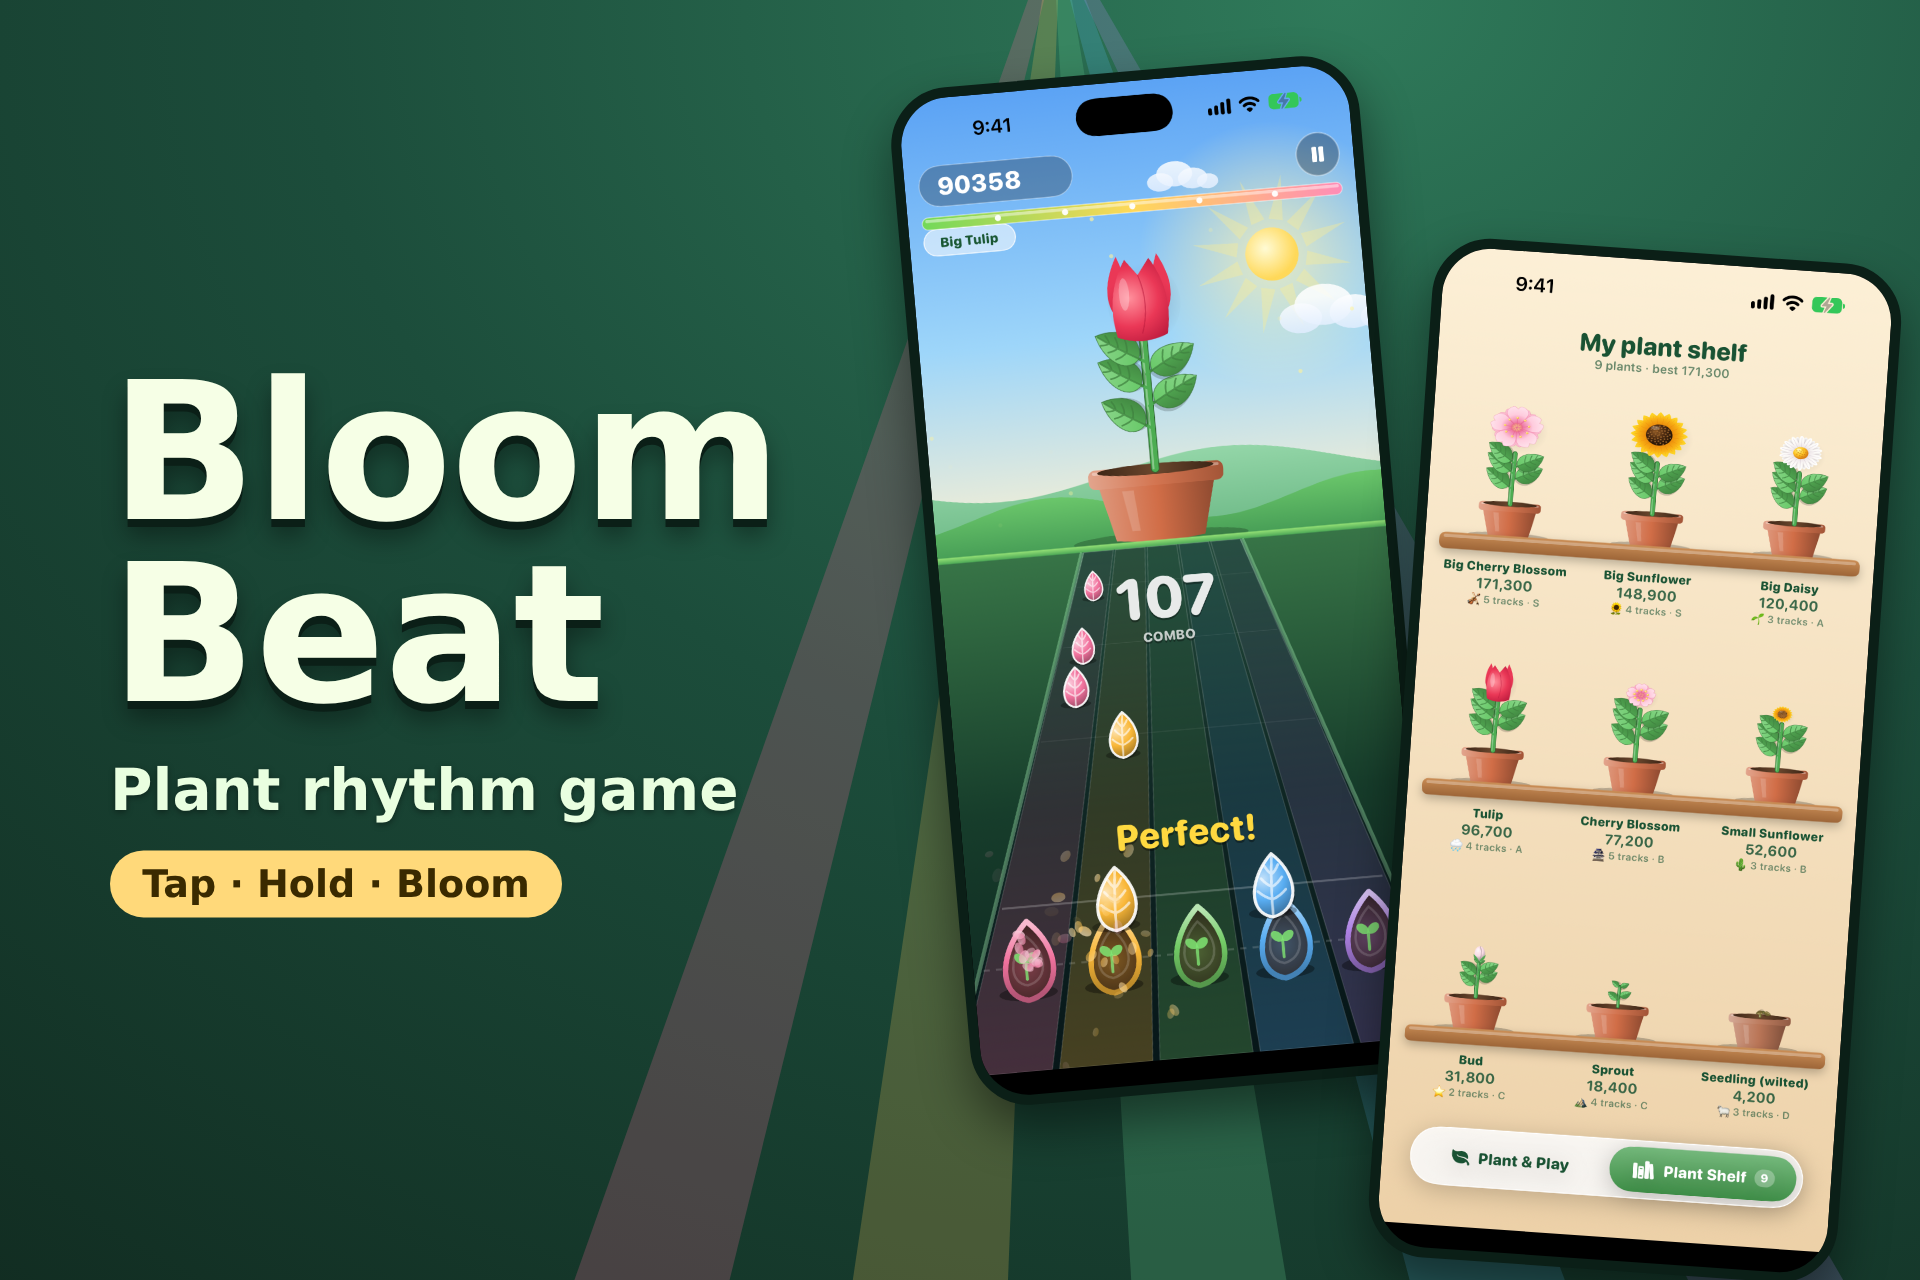 Bloom
Beat
Plant rhythm game
Tap · Hold · Bloom
9:41
90358
Big Tulip
107
COMBO
Perfect!
9:41
My plant shelf
9 plants · best 171,300
Big Cherry Blossom
171,300
5 tracks · S
Big Sunflower
148,900
4 tracks · S
Big Daisy
120,400
3 tracks · A
Tulip
96,700
4 tracks · A
Cherry Blossom
77,200
5 tracks · B
Small Sunflower
52,600
3 tracks · B
Bud
31,800
2 tracks · C
Sprout
18,400
4 tracks · C
Seedling (wilted)
4,200
3 tracks · D
Plant & Play
Plant Shelf 9